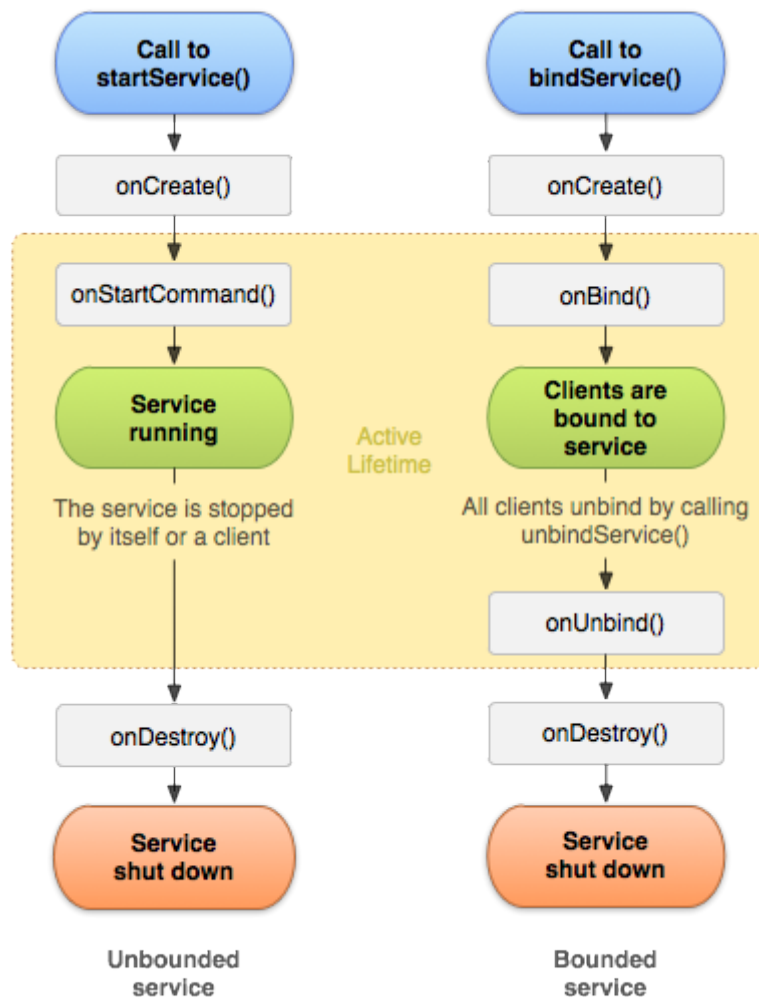 Call to
startService()
onCreate()
onStartCommand()
Service
running
The service is stopped
by itself or a client
onDestroy()
Service
shut down
Unbounded
service
Active
Lifetime
Call to
bindService()
onCreate()
onBind()
Clients are
bound to
service
All clients unbind by calling
unbindService()
onUnbind()
onDestroy()
Service
shut down
Bounded
service